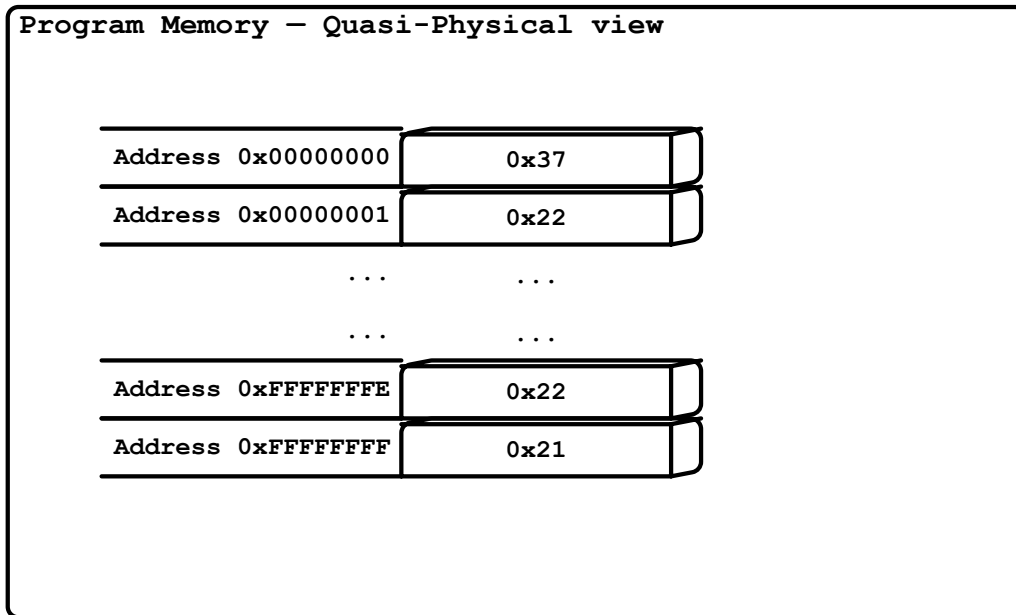 Program Memory — Quasi-Physical view
Address 0x00000000 0x37
Address 0x00000001 0x22
... ...
... ...
Address 0xFFFFFFFE 0x22
Address 0xFFFFFFFF 0x21